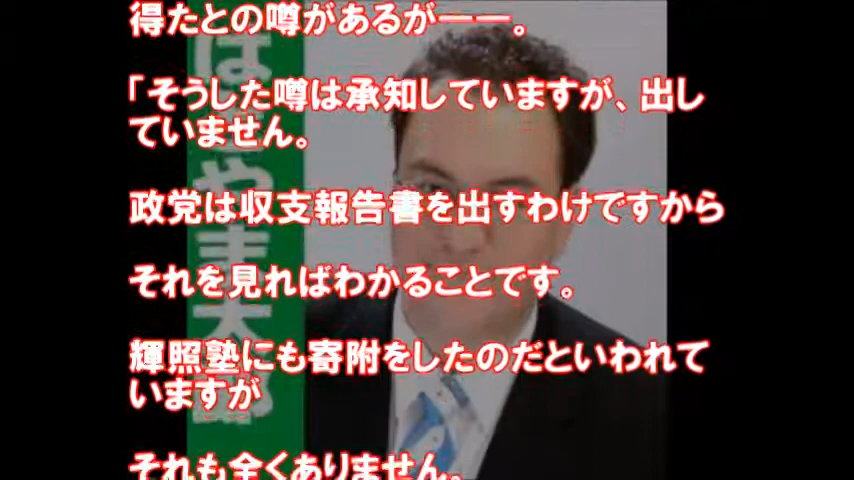 得たとの噂があるが――。
「そうした噂は承知していますが、出し
ていません。
政党は収支報告書を出すわけですから
それを見ればわかることです。
輝照塾にも寄附をしたのだといわれて
いますが
それも全くありません。